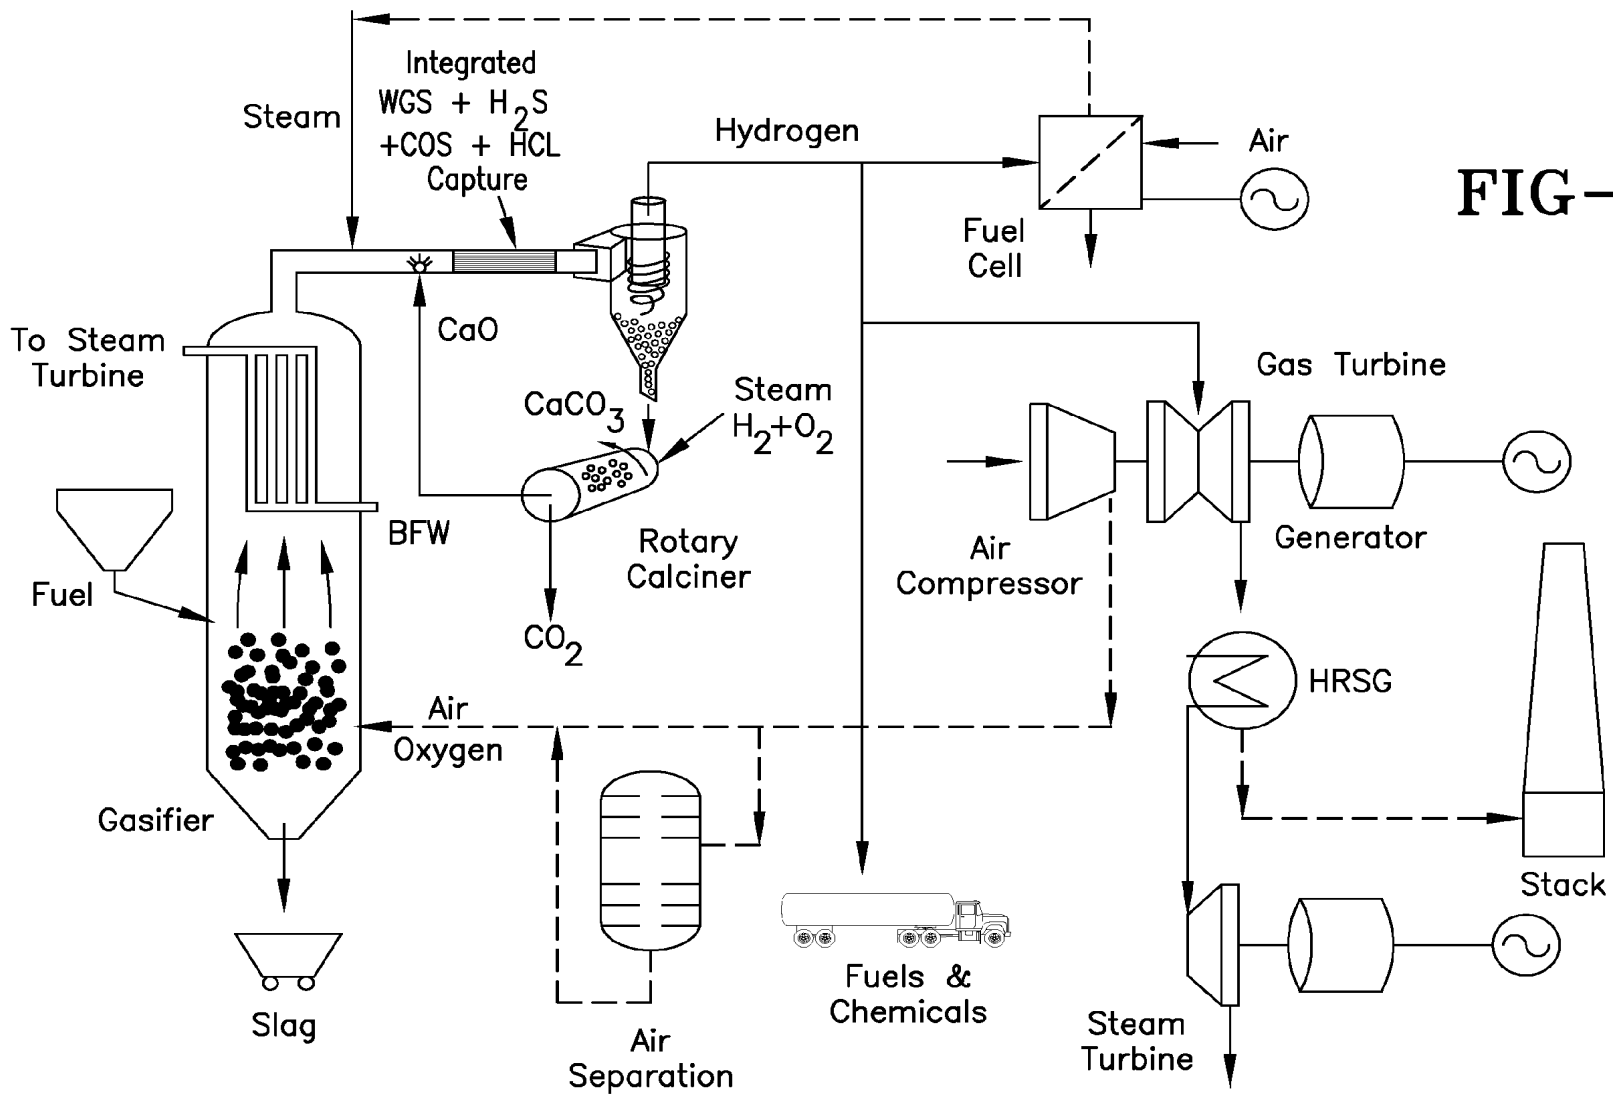 Integrated
WGS + H2S
+COS + HCL
Capture
Steam
Hydrogen
Air
FIG-
Fuel
Cell
CaO
To Steam
Turbine
Gas Turbine
CaCO3
Steam
H2+O2
BFW
Rotary
Calciner
Generator
Air
Compressor
Fuel
CO2
HRSG
Air
Oxygen
Gasifier
Stack
Fuels &
Chemicals
Slag
Air
Separation
Steam
Turbine